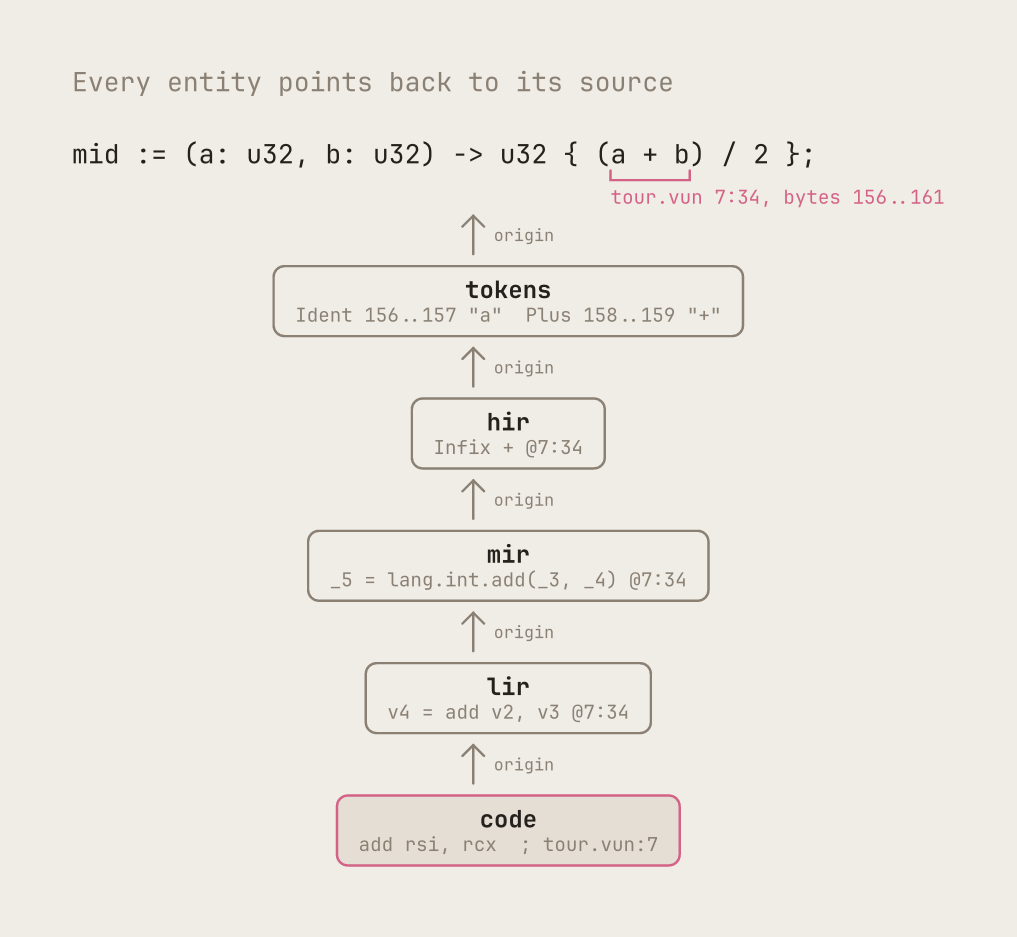 Every entity points back to its source
mid := (a: u32, b: u32) -> u32 { (a + b) / 2 };
tour.vun 7:34, bytes 156..161
origin
tokens
Ident 156..157 "a"  Plus 158..159 "+"
origin
hir
Infix + @7:34
origin
mir
_5 = lang.int.add(_3, _4) @7:34
origin
lir
v4 = add v2, v3 @7:34
origin
code
add rsi, rcx  ; tour.vun:7